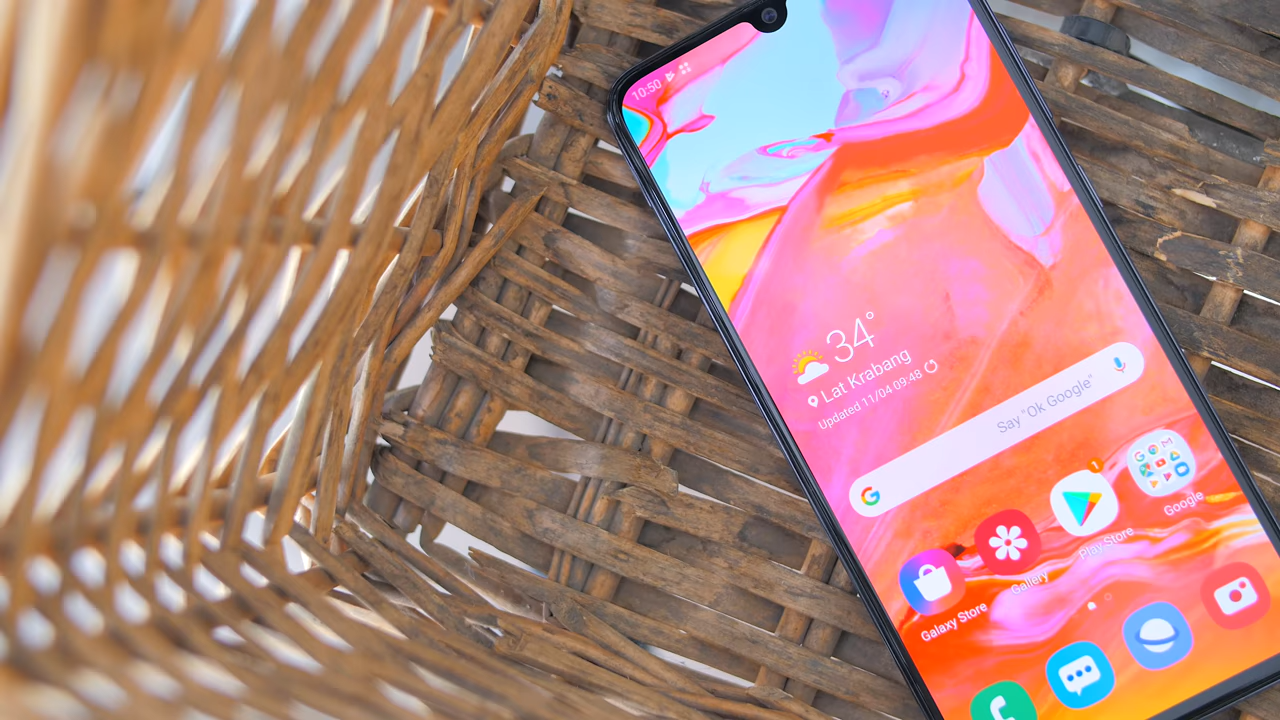 10:50
34°
Lat Krabang
Updated 11/04 09:48
Say "Ok Google"
G
1
Galaxy Store
Gallery
Play Store
Google